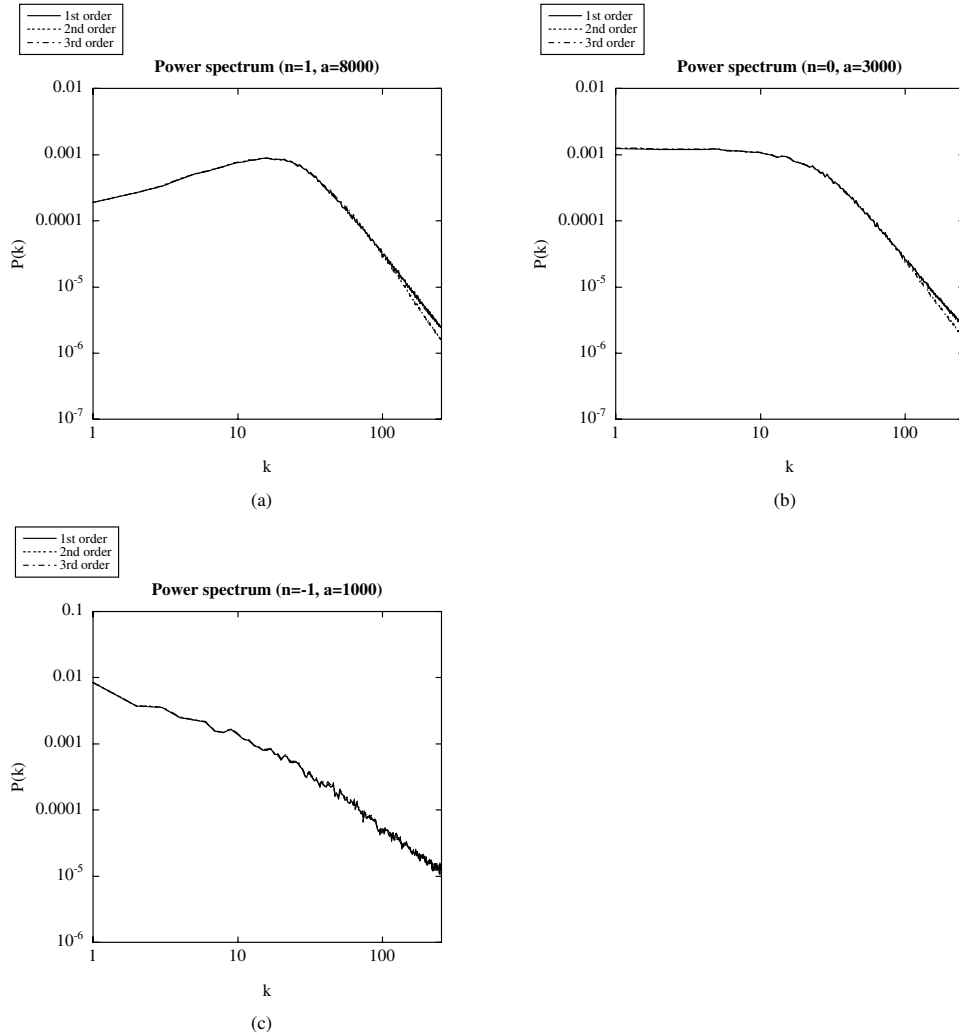 1st order
2nd order
3rd order
Power spectrum (n=1, a=8000)
0.01
0.001
0.0001
10-5
10-6
10-7
P(k)
1
10
100
k
(a)
1st order
2nd order
3rd order
Power spectrum (n=0, a=3000)
0.01
0.001
0.0001
10-5
10-6
10-7
P(k)
1
10
100
k
(b)
1st order
2nd order
3rd order
Power spectrum (n=-1, a=1000)
0.1
0.01
0.001
0.0001
10-5
10-6
P(k)
1
10
100
k
(c)